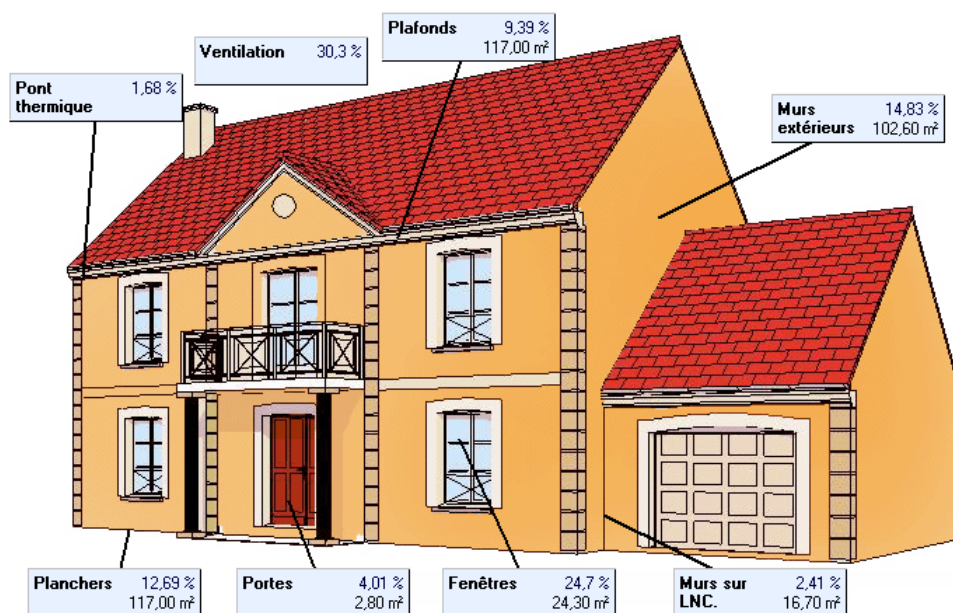 Plafonds 9,39 %
117,00 m²
Ventilation 30,3 %
Pont 1,68 %
thermique
Murs 14,83 %
extérieurs 102,60 m²
Planchers 12,69 %
117,00 m²
Portes 4,01 %
2,80 m²
Fenêtres 24,7 %
24,30 m²
Murs sur 2,41 %
LNC. 16,70 m²